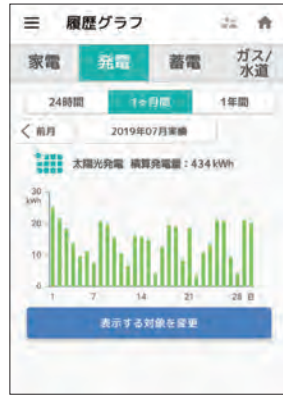 履歴グラフ
家電 発電 蓄電 ガス/水道
24時間 1ヶ月間 1年間
前月 2019年07月実績
太陽光発電 積算発電量：434 kWh
30
kWh
20
10
0
1 7 14 21 28 日
表示する対象を変更